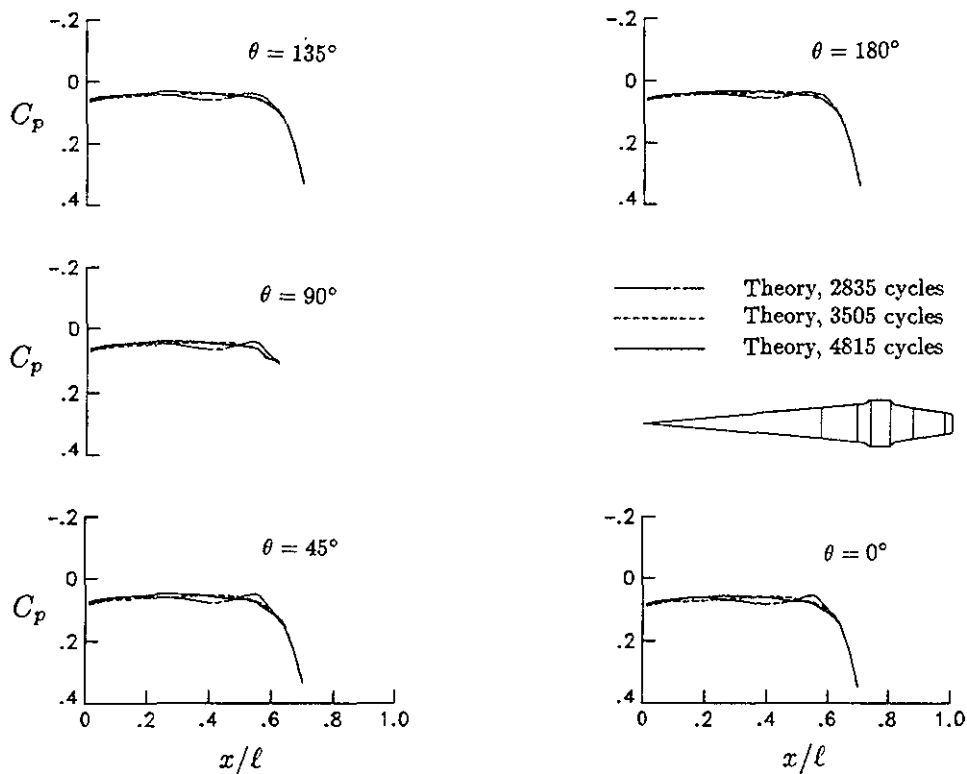 -.2
0
.2
.4
C_p
θ = 135°
-.2
0
.2
.4
θ = 180°
-.2
0
.2
.4
C_p
θ = 90°
Theory, 2835 cycles
Theory, 3505 cycles
Theory, 4815 cycles
-.2
0
.2
.4
C_p
θ = 45°
0 .2 .4 .6 .8 1.0
x/ℓ
-.2
0
.2
.4
θ = 0°
0 .2 .4 .6 .8 1.0
x/ℓ